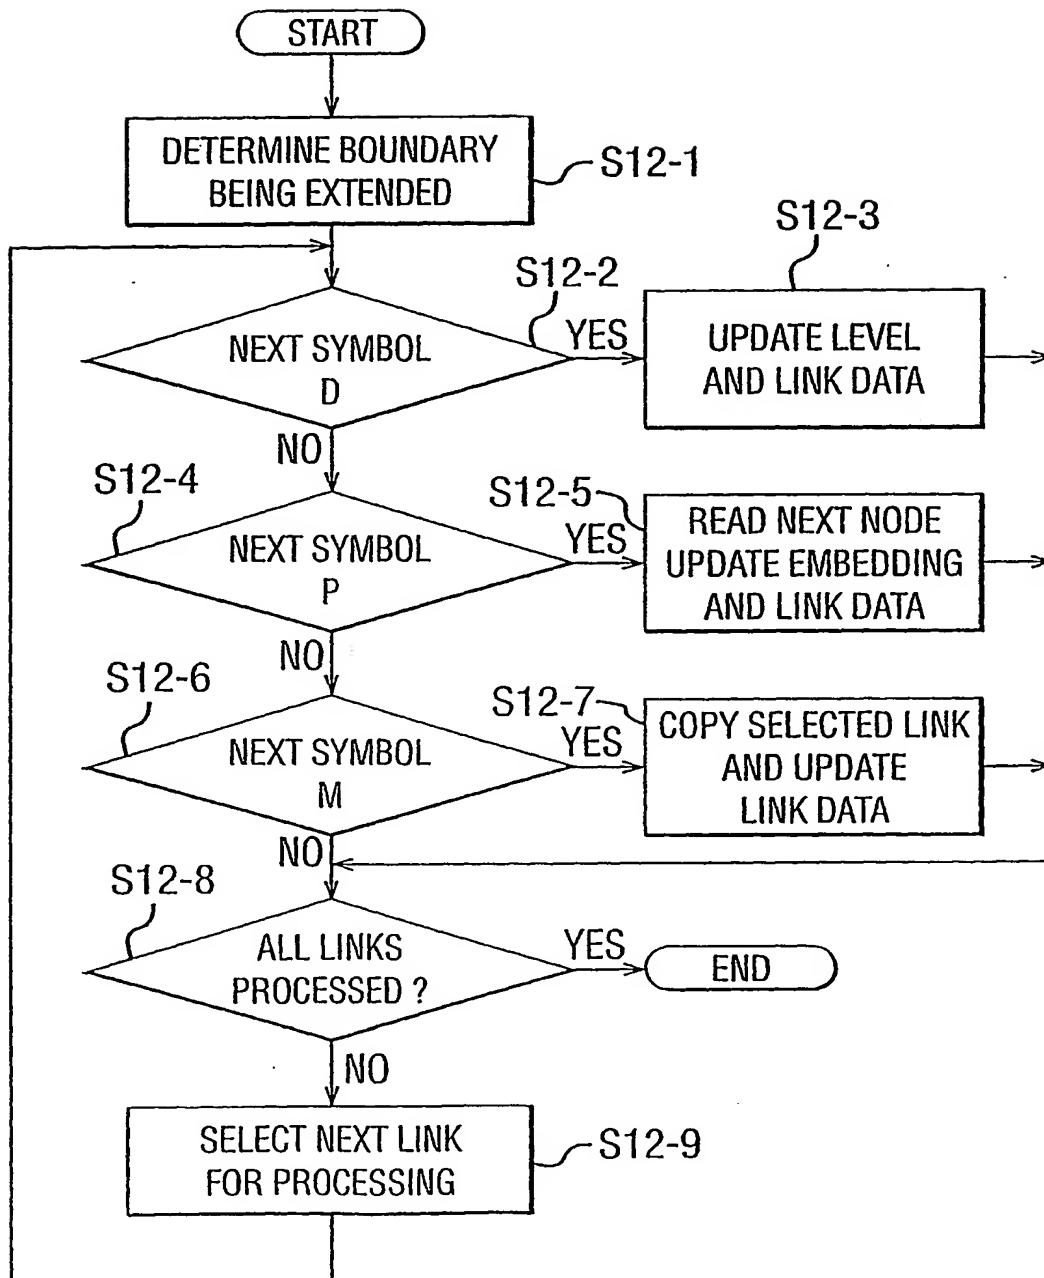 START
DETERMINE BOUNDARY
BEING EXTENDED
S12-1
S12-3
S12-2
NEXT SYMBOL
D
YES
UPDATE LEVEL
AND LINK DATA
NO
S12-4
S12-5
NEXT SYMBOL
P
YES
READ NEXT NODE
UPDATE EMBEDDING
AND LINK DATA
NO
S12-6
S12-7
NEXT SYMBOL
M
YES
COPY SELECTED LINK
AND UPDATE
LINK DATA
NO
S12-8
ALL LINKS
PROCESSED ?
YES
END
NO
SELECT NEXT LINK
FOR PROCESSING
S12-9